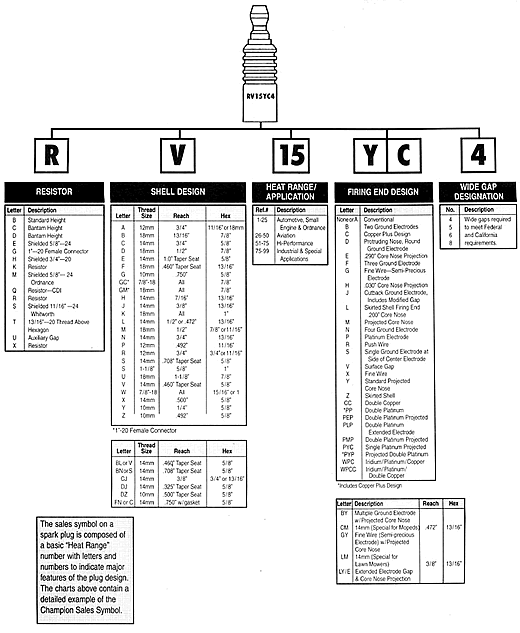 RV15YC4
R V 15 Y C 4
RESISTOR
Letter Description
B Standard Height
C Bantam Height
D Bantam Height
E Shielded 5/8"—24
G 1"—20 Female Connector
H Shielded 3/4"—20
K Resistor
M Shielded 5/8"—24
Ordnance
Q Resistor—CDI
R Resistor
S Shielded 11/16"—24
Whitworth
T 13/16"—20 Thread Above
Hexagon
U Auxiliary Gap
X Resistor
SHELL DESIGN
Letter Thread Size Reach Hex
A 12mm 3/4" 11/16" or 18mm
B 18mm 13/16" 7/8"
C 14mm 3/4" 5/8"
D 18mm 1/2" 7/8"
E 14mm 1.0" Taper Seat 5/8"
F 18mm .460" Taper Seat 13/16"
G 10mm .750" 5/8"
GC* 7/8"-18 All 7/8"
GM* 18mm All 7/8"
H 14mm 7/16" 13/16"
J 14mm 3/8" 13/16"
K 18mm All 1"
L 14mm 1/2" or .472" 13/16"
M 18mm 1/2" 7/8" or 11/16"
N 14mm 3/4" 13/16"
P 12mm .492" 11/16"
R 12mm 3/4" 3/4" or 11/16"
S 14mm .708" Taper Seat 5/8"
S 1-1/8" 5/8" 1"
U 18mm 1-1/8" 7/8"
V 14mm .460" Taper Seat 5/8"
W 7/8"-18 All 15/16" or 1
X 14mm .500" 5/8"
Y 10mm 1/4" 5/8"
Z 10mm .492" 5/8"
*1"-20 Female Connector
Letter Thread Size Reach Hex
BL or V 14mm .460" Taper Seat 5/8"
BN or S 14mm .708" Taper Seat 5/8"
CJ 14mm 3/8" 3/4" or 13/16"
DJ 14mm .325" Taper Seat 5/8"
DZ 10mm .500" Taper Seat 5/8"
FN or C 14mm .750" w/gasket 5/8"
HEAT RANGE/
APPLICATION
Ref.# Description
1-25 Automotive, Small
Engine & Ordnance
26-50 Aviation
51-75 Hi-Performance
75-99 Industrial & Special
Applications
FIRING END DESIGN
Letter Description
None or A Conventional
B Two Ground Electrodes
C Copper Plus Design
D Protruding Nose, Round
Ground Electrode
E .290" Core Nose Projection
F Three Ground Electrode
G Fine Wire—Semi-Precious
Electrode
H .030" Core Nose Projection
J Cutback Ground Electrode,
Includes Modified Gap
L Skirted Shell Firing End
.200" Core Nose
M Projected Core Nose
N Four Ground Electrode
P Platinum Electrode
R Push Wire
S Single Ground Electrode at
Side of Center Electrode
V Surface Gap
X Fine Wire
Y Standard Projected
Core Nose
Z Skirted Shell
CC Double Copper
*PP Double Platinum
PEP Double Platinum Projected
PLP Double Platinum
Extended Electrode
PMP Double Platinum Projected
PYC Single Platinum Projected
*PYP Projected Double Platinum
WPC Iridium/Platinum/Copper
WPCC Iridium/Platinum/
Double Copper
*Includes Copper Plus Design
Letter Description Reach Hex
BY Multiple Ground Electrode
w/Projected Core Nose
CM 14mm (Special for Mopeds) .472" 13/16"
GY Fine Wire (Semi-precious
Electrode) w/Projected
Core Nose
LM 14mm (Special for
Lawn Mowers) 3/8" 13/16"
LY/E Extended Electrode Gap
& Core Nose Projection
WIDE GAP
DESIGNATION
No. Description
4 Wide gaps required
5 to meet Federal
6 and California
8 requirements.
The sales symbol on
a spark plug is composed of
a basic "Heat Range"
number with letters and
numbers to indicate major
features of the plug design.
The charts above contain a
detailed example of the
Champion Sales Symbol.